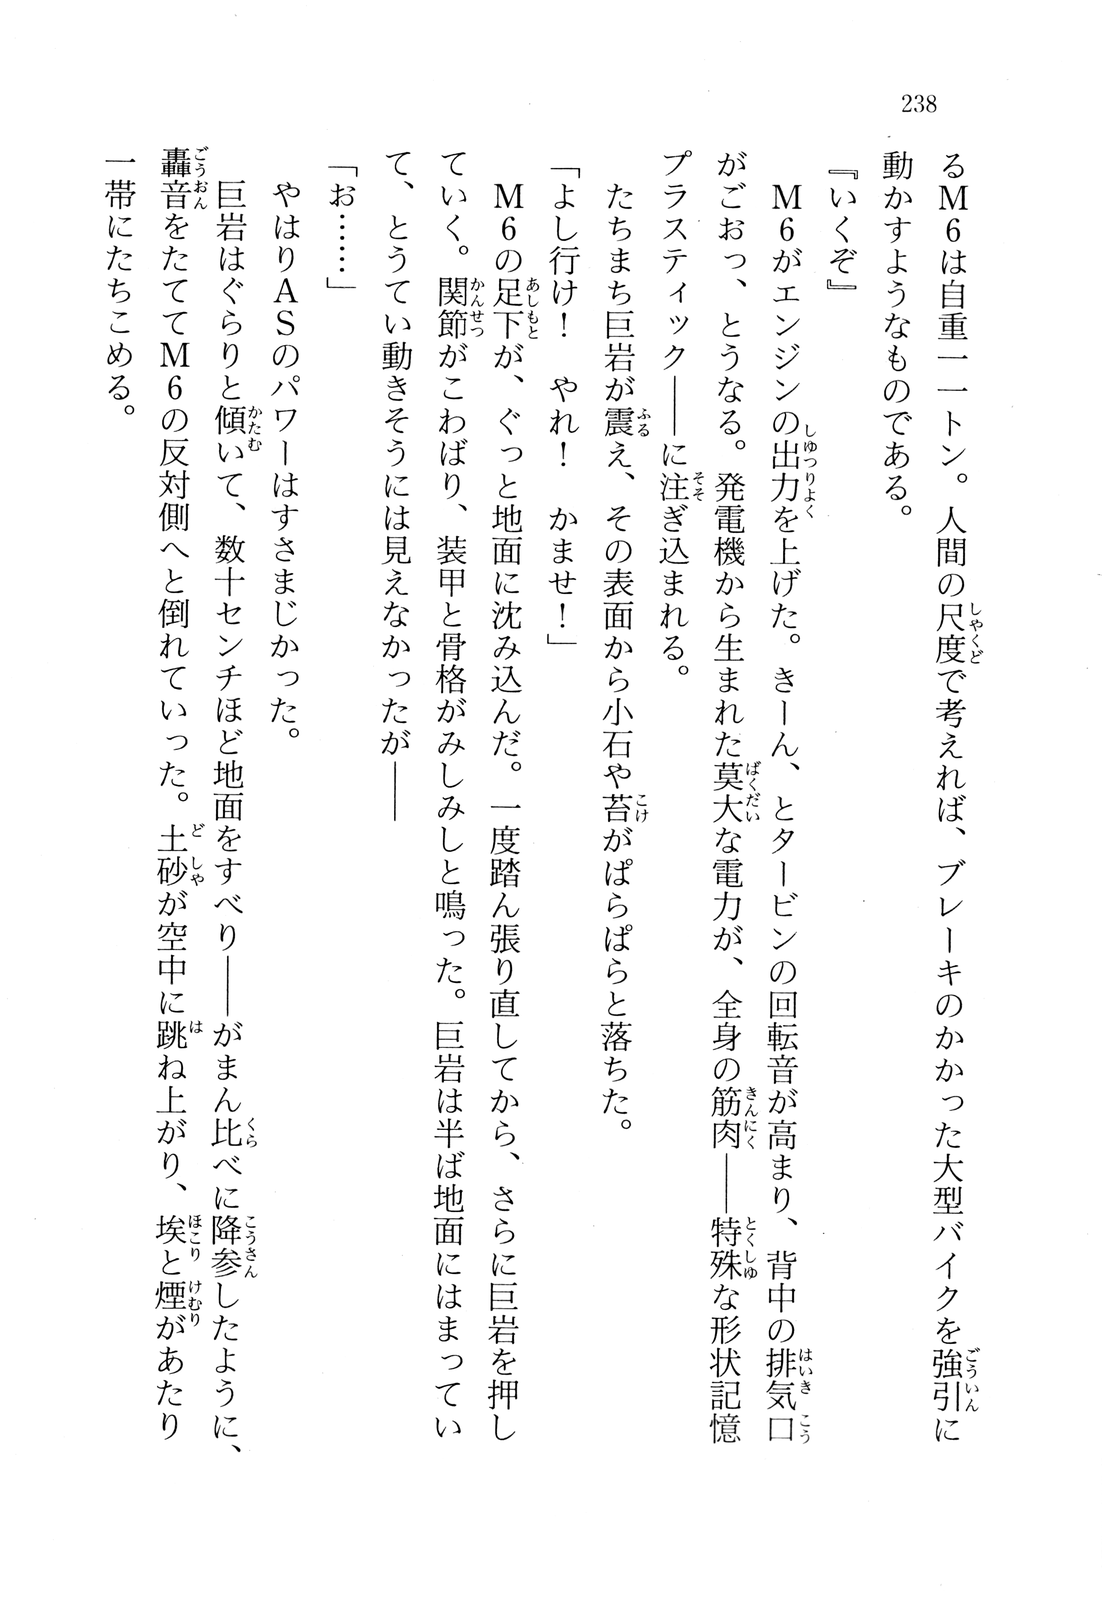 238
るM6は自重一一トン。人間の尺度で考えれば、ブレーキのかかった大型バイクを強引に
動かすようなものである。
『いくぞ』
　M6がエンジンの出力を上げた。きーん、とタービンの回転音が高まり、背中の排気口
がごおっ、とうなる。発電機から生まれた莫大な電力が、全身の筋肉――特殊な形状記憶
プラスティック――に注ぎ込まれる。
　たちまち巨岩が震え、その表面から小石や苔がぱらぱらと落ちた。
「よし行け！　やれ！　かませ！」
　M6の足下が、ぐっと地面に沈み込んだ。一度踏ん張り直してから、さらに巨岩を押し
ていく。関節がこわばり、装甲と骨格がみしみしと鳴った。巨岩は半ば地面にはまってい
て、とうてい動きそうには見えなかったが――
「お……」
　やはりASのパワーはすさまじかった。
　巨岩はぐらりと傾いて、数十センチほど地面をすべり――がまん比べに降参したように、
轟音をたててM6の反対側へと倒れていった。土砂が空中に跳ね上がり、埃と煙があたり
一帯にたちこめる。